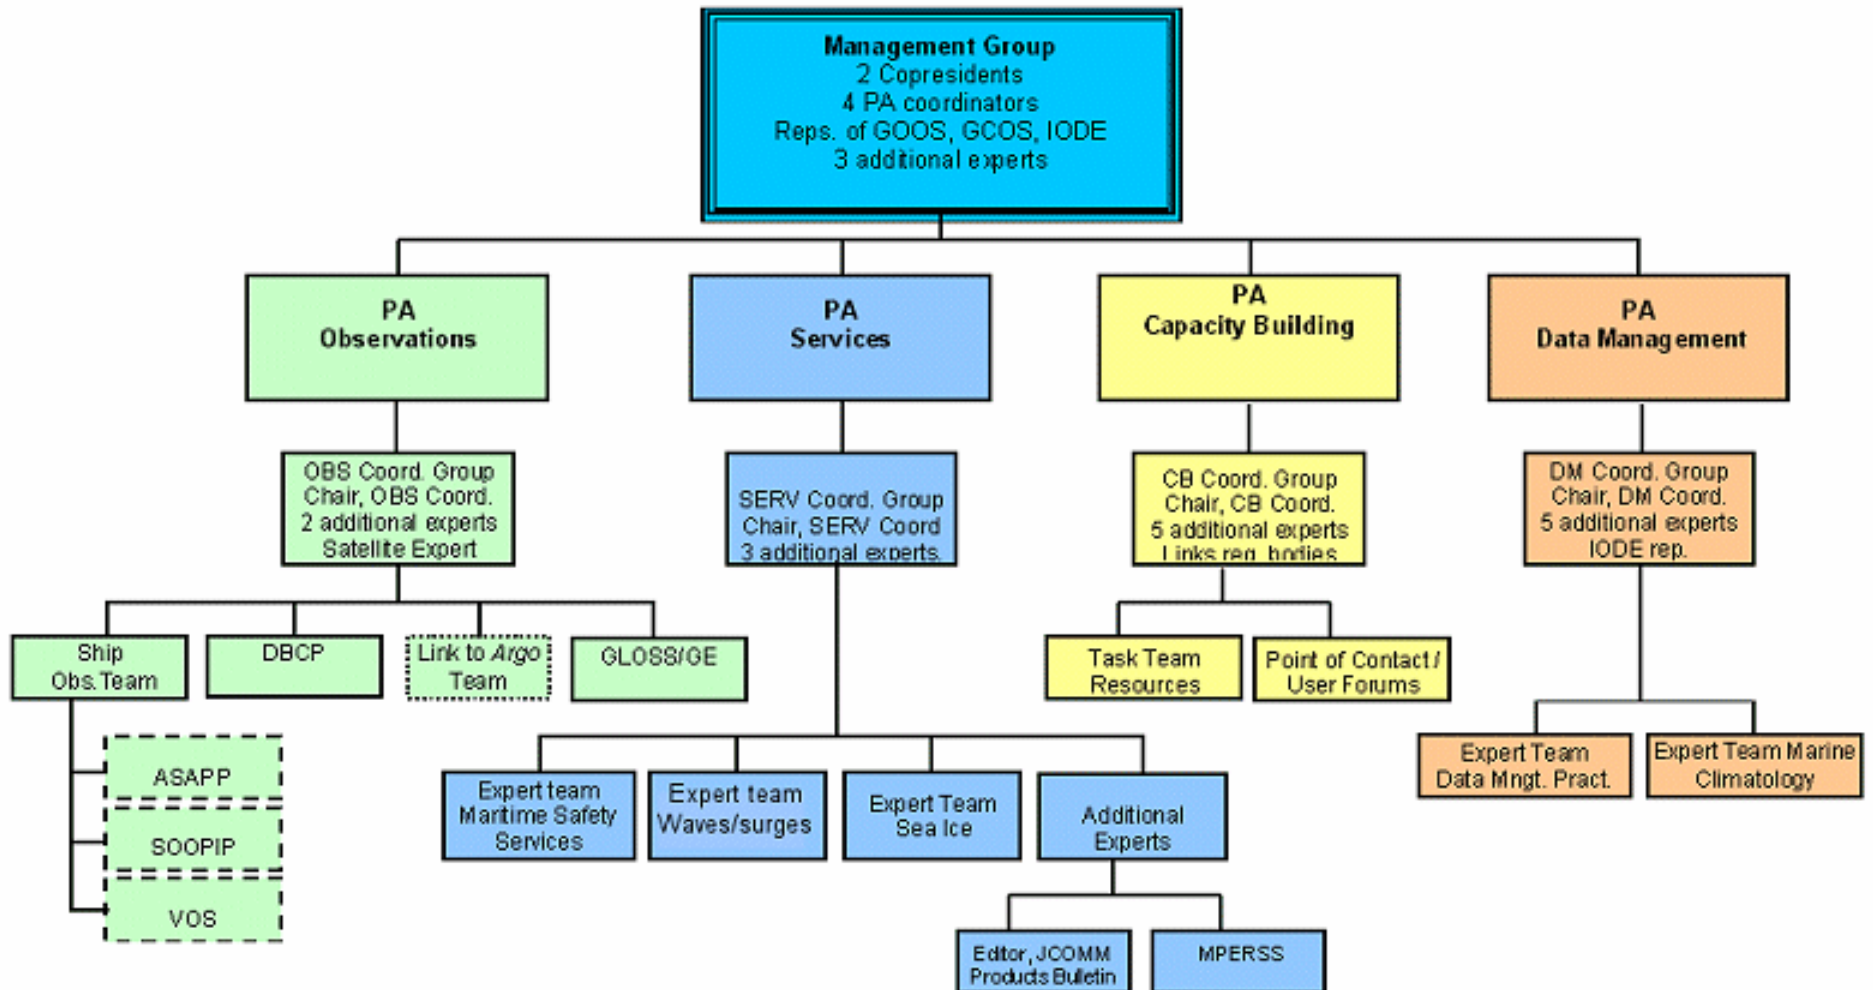 Management Group
2 Copresidents
4 PA coordinators
Reps. of GOOS, GCOS, IODE
3 additional experts
PA
Observations
PA
Services
PA
Capacity Building
PA
Data Management
OBS Coord. Group
Chair, OBS Coord.
2 additional experts
Satellite Expert
SERV Coord. Group
Chair, SERV Coord
3 additional experts.
CB Coord. Group
Chair, CB Coord.
5 additional experts
Links reg. bodies
DM Coord. Group
Chair, DM Coord.
5 additional experts
IODE rep.
Ship
Obs.Team
DBCP
Link to Argo
Team
GLOSS/GE
Task Team
Resources
Point of Contact/
User Forums
ASAPP
SOOPIP
VOS
Expert team
Maritime Safety
Services
Expert team
Waves/surges
Expert Team
Sea Ice
Additional
Experts
Expert Team
Data Mngt. Pract.
Expert Team Marine
Climatology
Editor, JCOMM
Products Bulletin
MPERSS